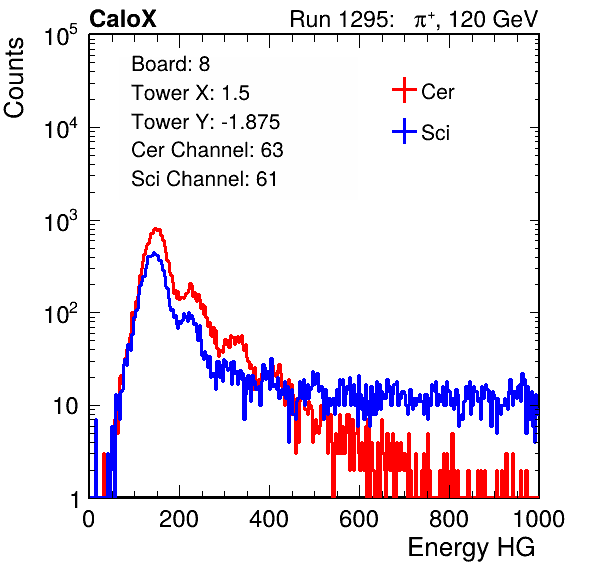 CaloX Run 1295: π⁺, 120 GeV
Counts
10⁵
10⁴
10³
10²
10
1
Board: 8
Tower X: 1.5
Tower Y: -1.875
Cer Channel: 63
Sci Channel: 61
Cer
Sci
0 200 400 600 800 1000
Energy HG